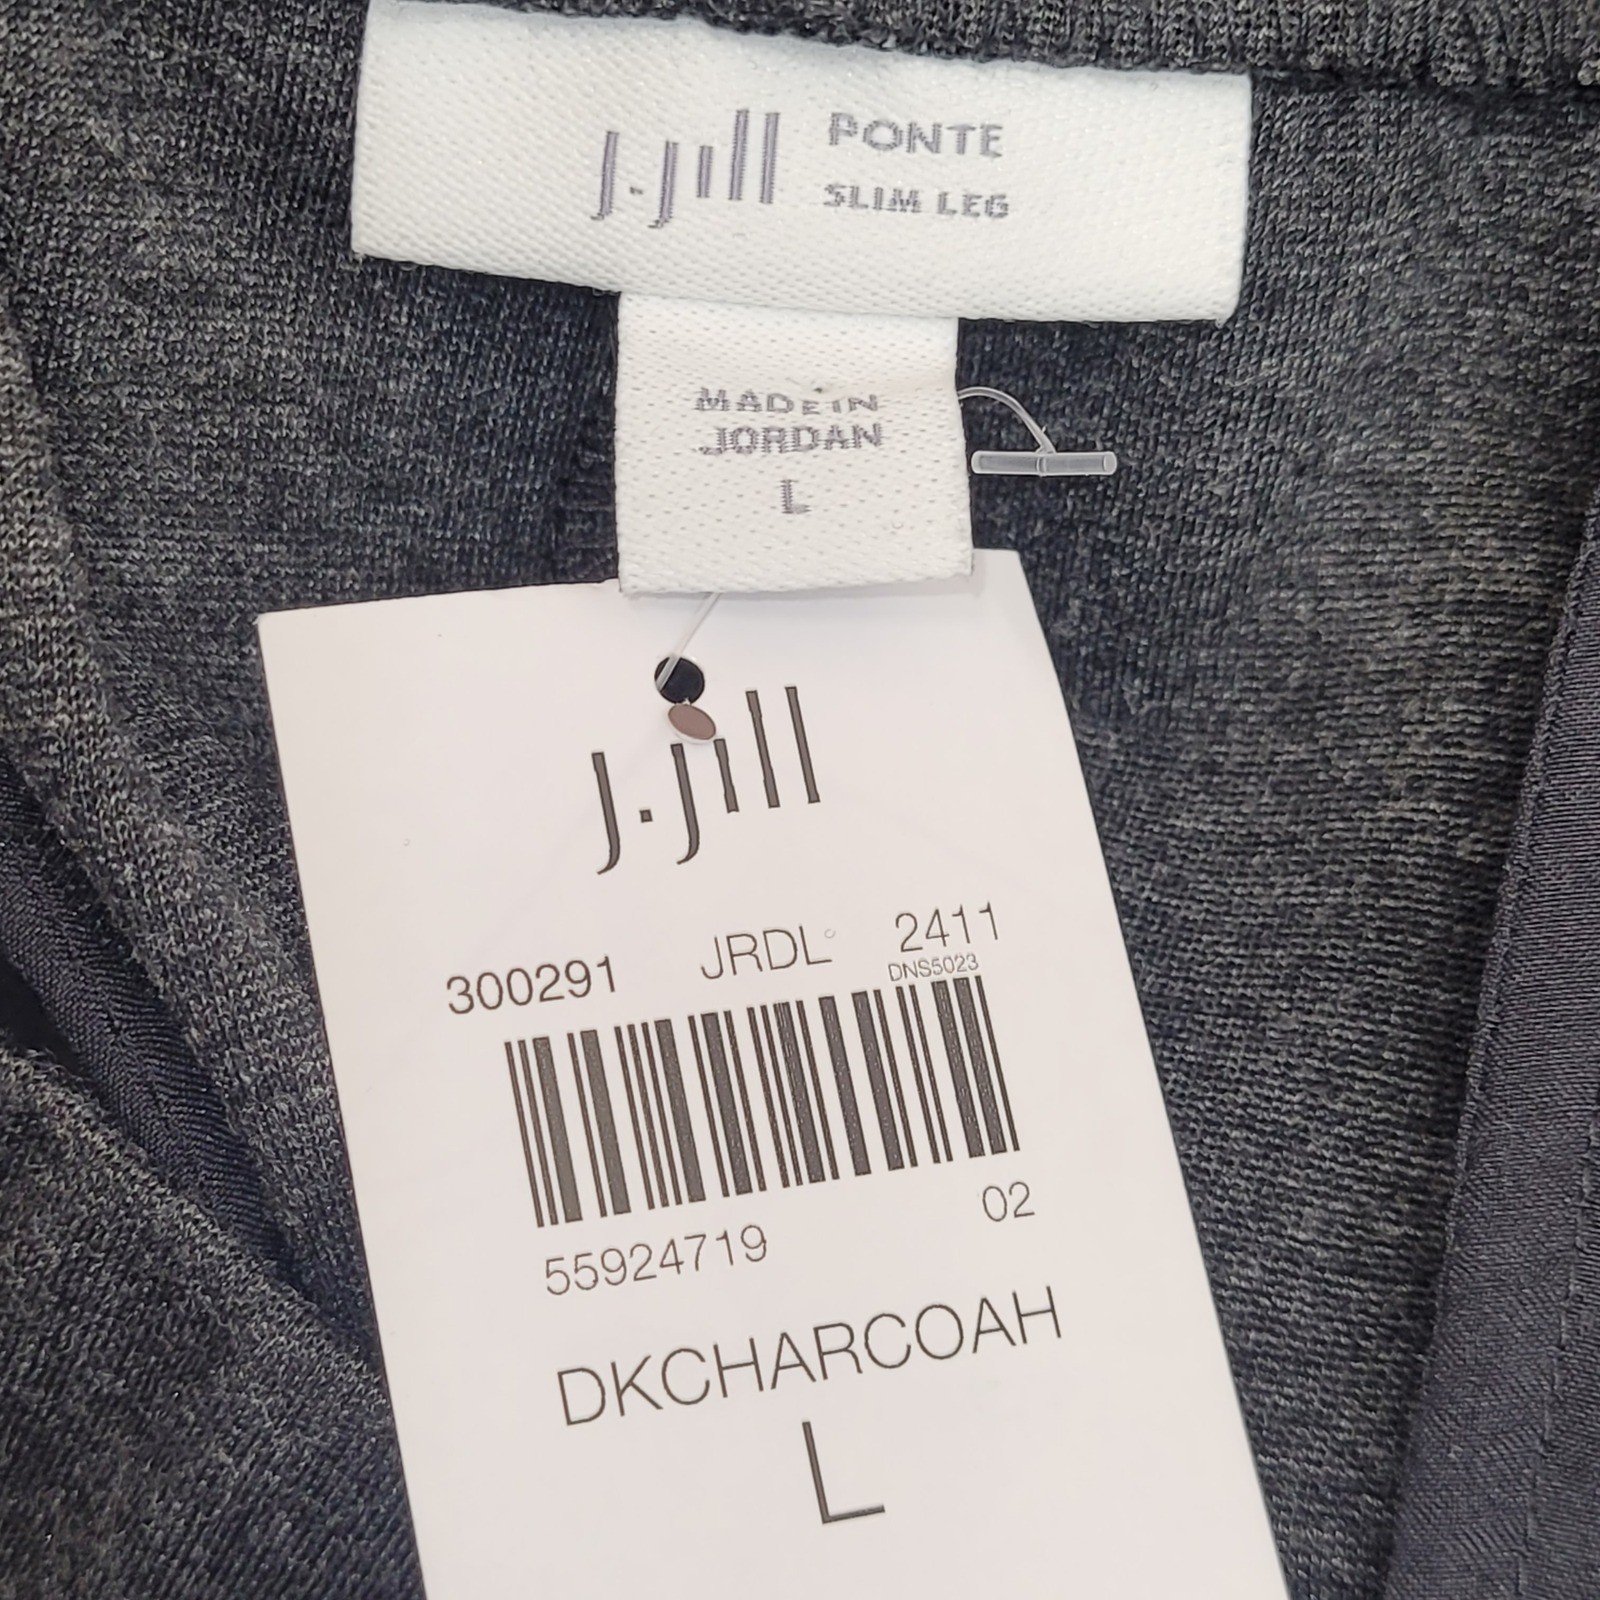 j.jill PONTE
SLIM LEG
MADE IN
JORDAN
L
j.jill
300291 JRDL 2411
DNS5023
55924719 02
DKCHARCOAH
L